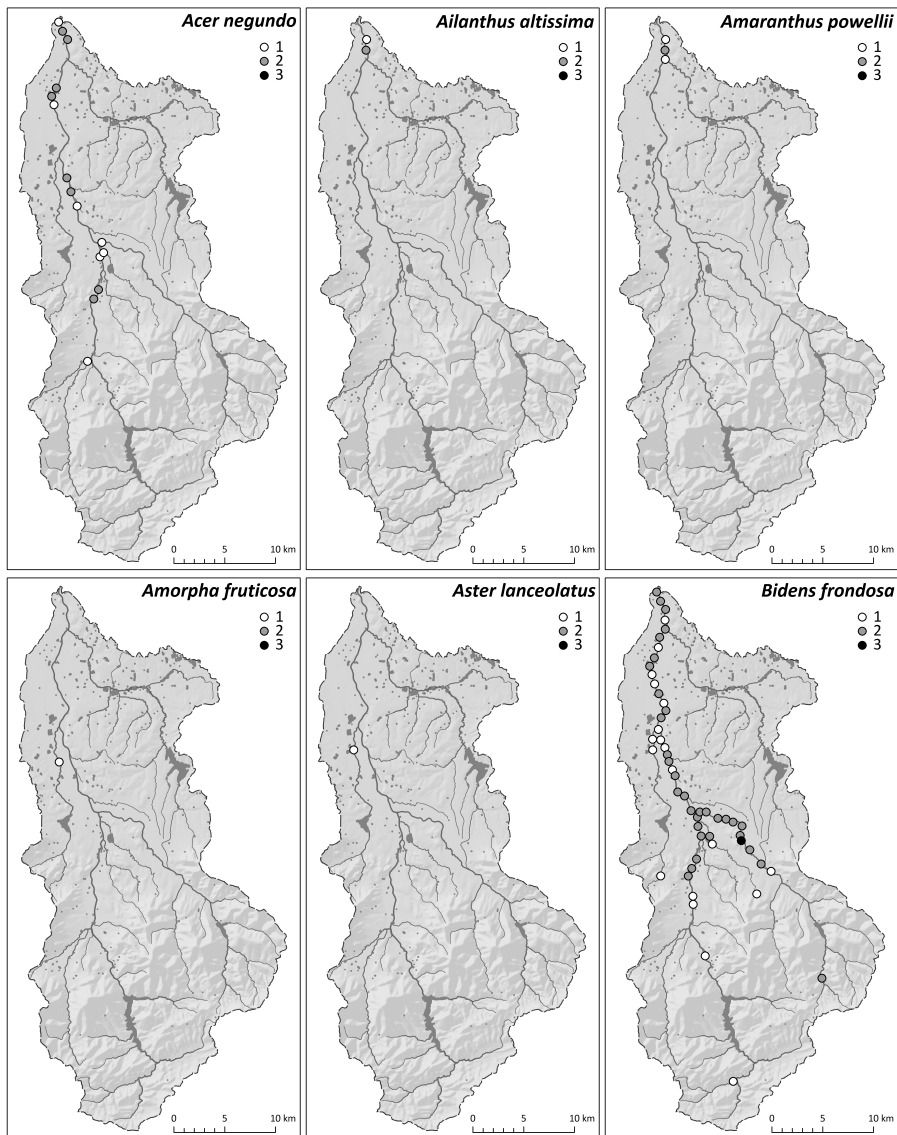 Acer negundo
1
2
3
0 5 10 km
Ailanthus altissima
1
2
3
0 5 10 km
Amaranthus powellii
1
2
3
0 5 10 km
Amorpha fruticosa
1
2
3
0 5 10 km
Aster lanceolatus
1
2
3
0 5 10 km
Bidens frondosa
1
2
3
0 5 10 km